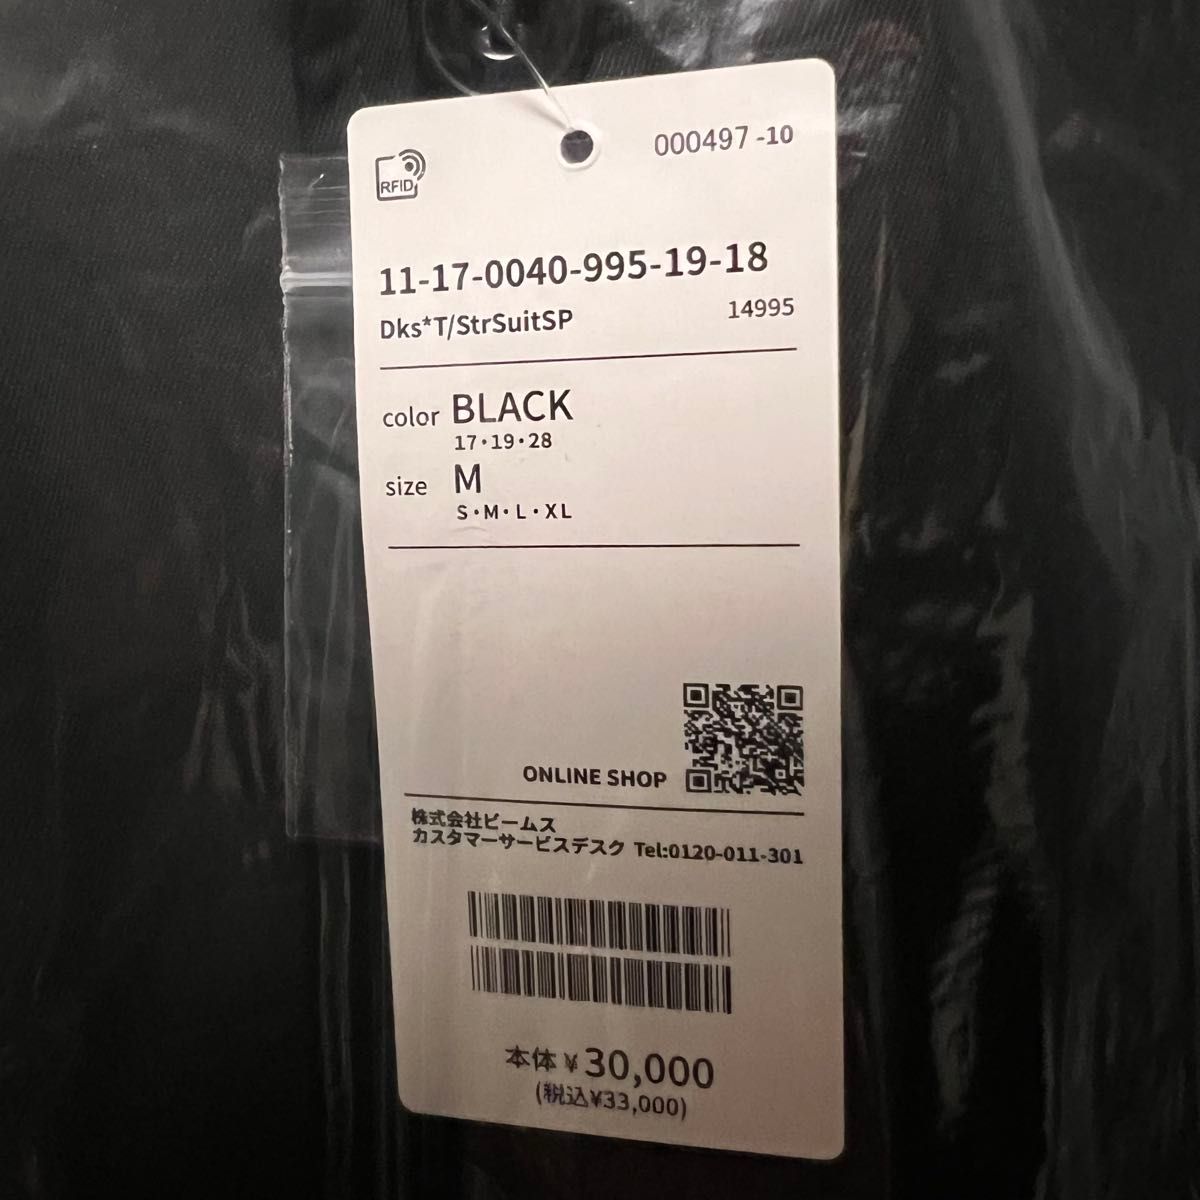 000497 -10
RFID
11-17-0040-995-19-18
Dks*T/StrSuitSP 14995
color BLACK
17・19・28
size M
S・M・L・XL
ONLINE SHOP
株式会社ビームス
カスタマーサービスデスク Tel:0120-011-301
本体 ¥ 30,000
(税込¥33,000)